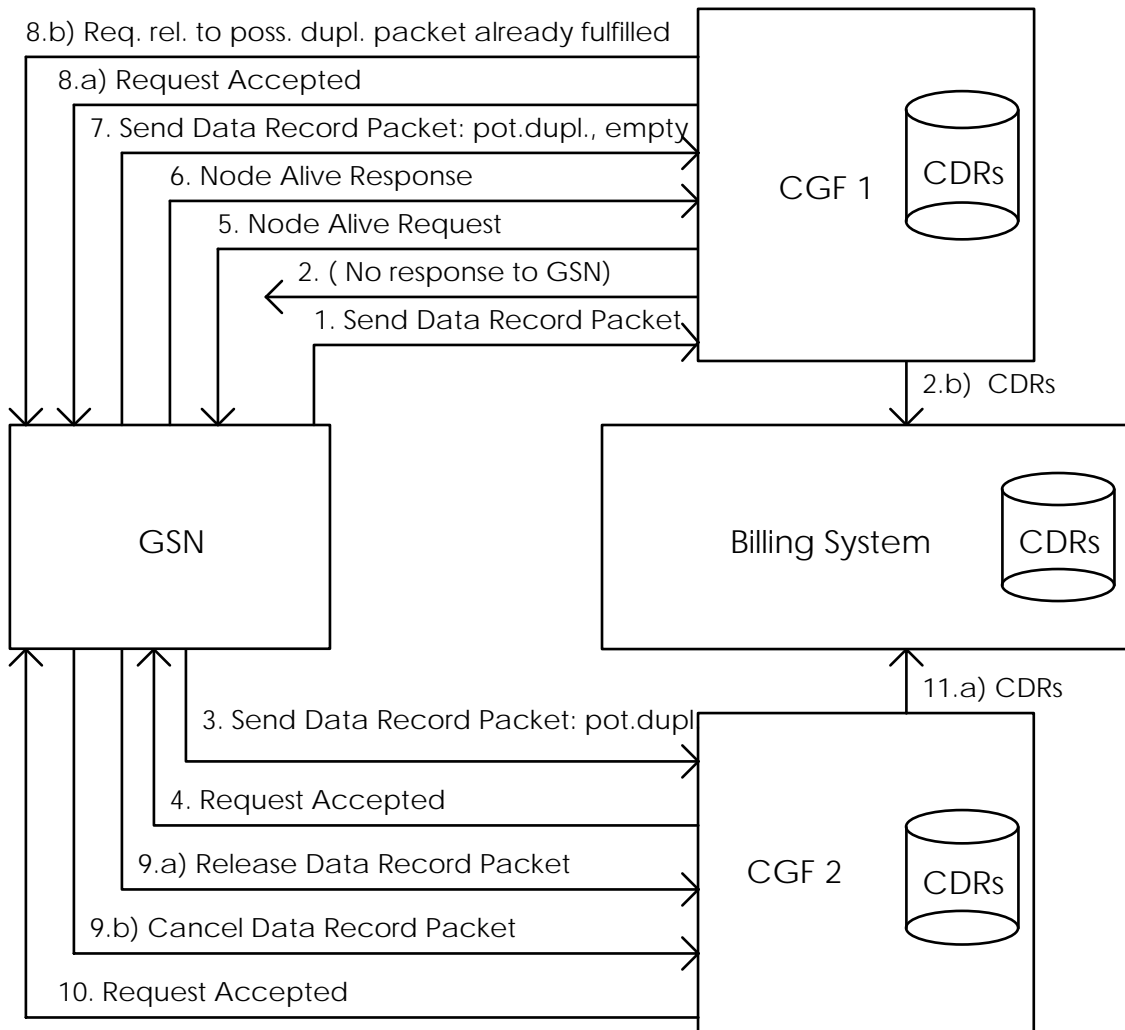 8.b) Req. rel. to poss. dupl. packet already fulfilled
8.a) Request Accepted
7. Send Data Record Packet: pot.dupl., empty
6. Node Alive Response
5. Node Alive Request
2. ( No response to GSN)
1. Send Data Record Packet
CGF 1
CDRs
2.b) CDRs
GSN
Billing System
CDRs
11.a) CDRs
3. Send Data Record Packet: pot.dupl
4. Request Accepted
9.a) Release Data Record Packet
9.b) Cancel Data Record Packet
10. Request Accepted
CGF 2
CDRs